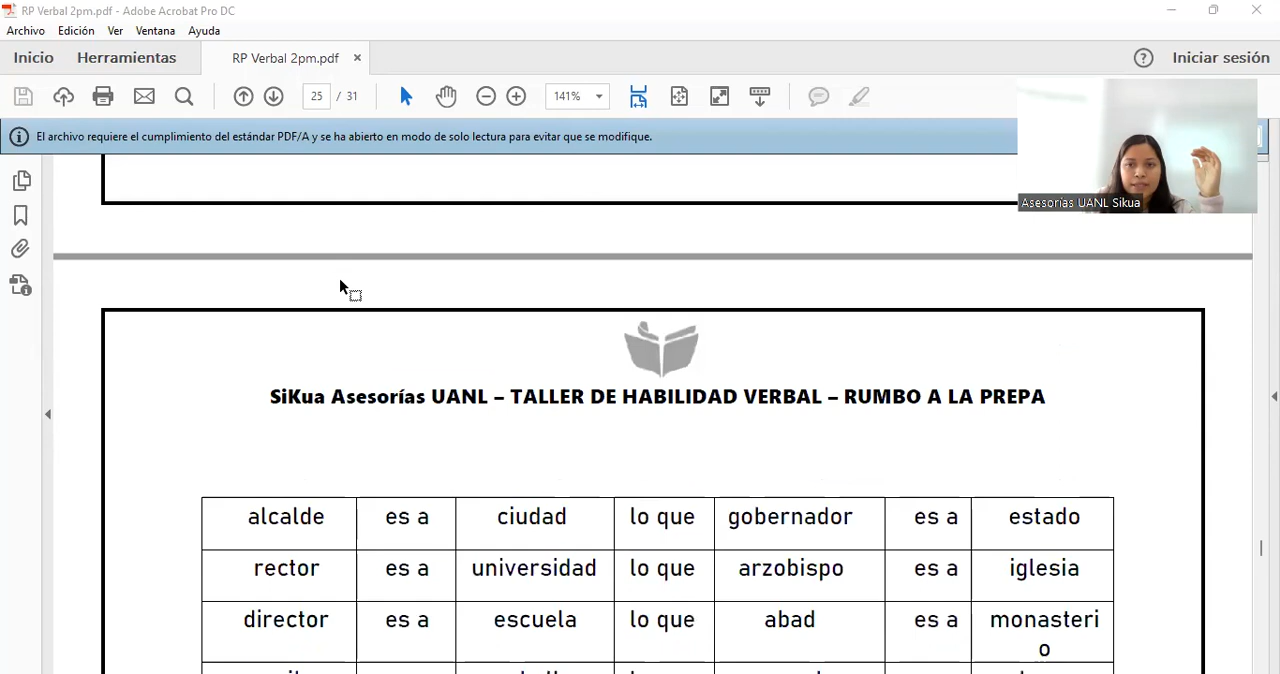 RP Verbal 2pm.pdf - Adobe Acrobat Pro DC
Archivo Edición Ver Ventana Ayuda
Inicio Herramientas RP Verbal 2pm.pdf × ? Iniciar sesión
25 / 31 141%
El archivo requiere el cumplimiento del estándar PDF/A y se ha abierto en modo de solo lectura para evitar que se modifique.
Asesorías UANL Sikua
SiKua Asesorías UANL – TALLER DE HABILIDAD VERBAL – RUMBO A LA PREPA
alcalde es a ciudad lo que gobernador es a estado
rector es a universidad lo que arzobispo es a iglesia
director es a escuela lo que abad es a monasteri
o